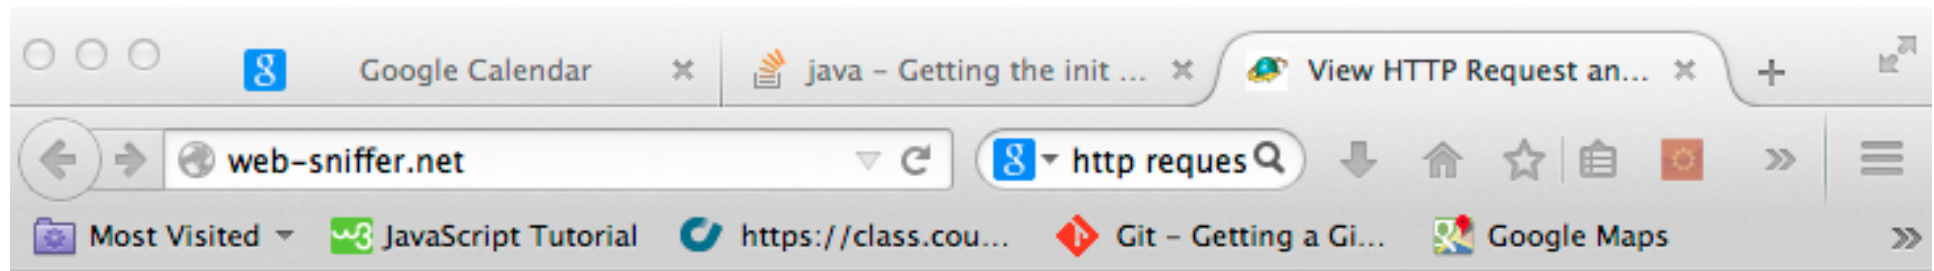 Google Calendar java – Getting the init ... View HTTP Request an...
web-sniffer.net http reques
Most Visited JavaScript Tutorial https://class.cou... Git – Getting a Gi... Google Maps